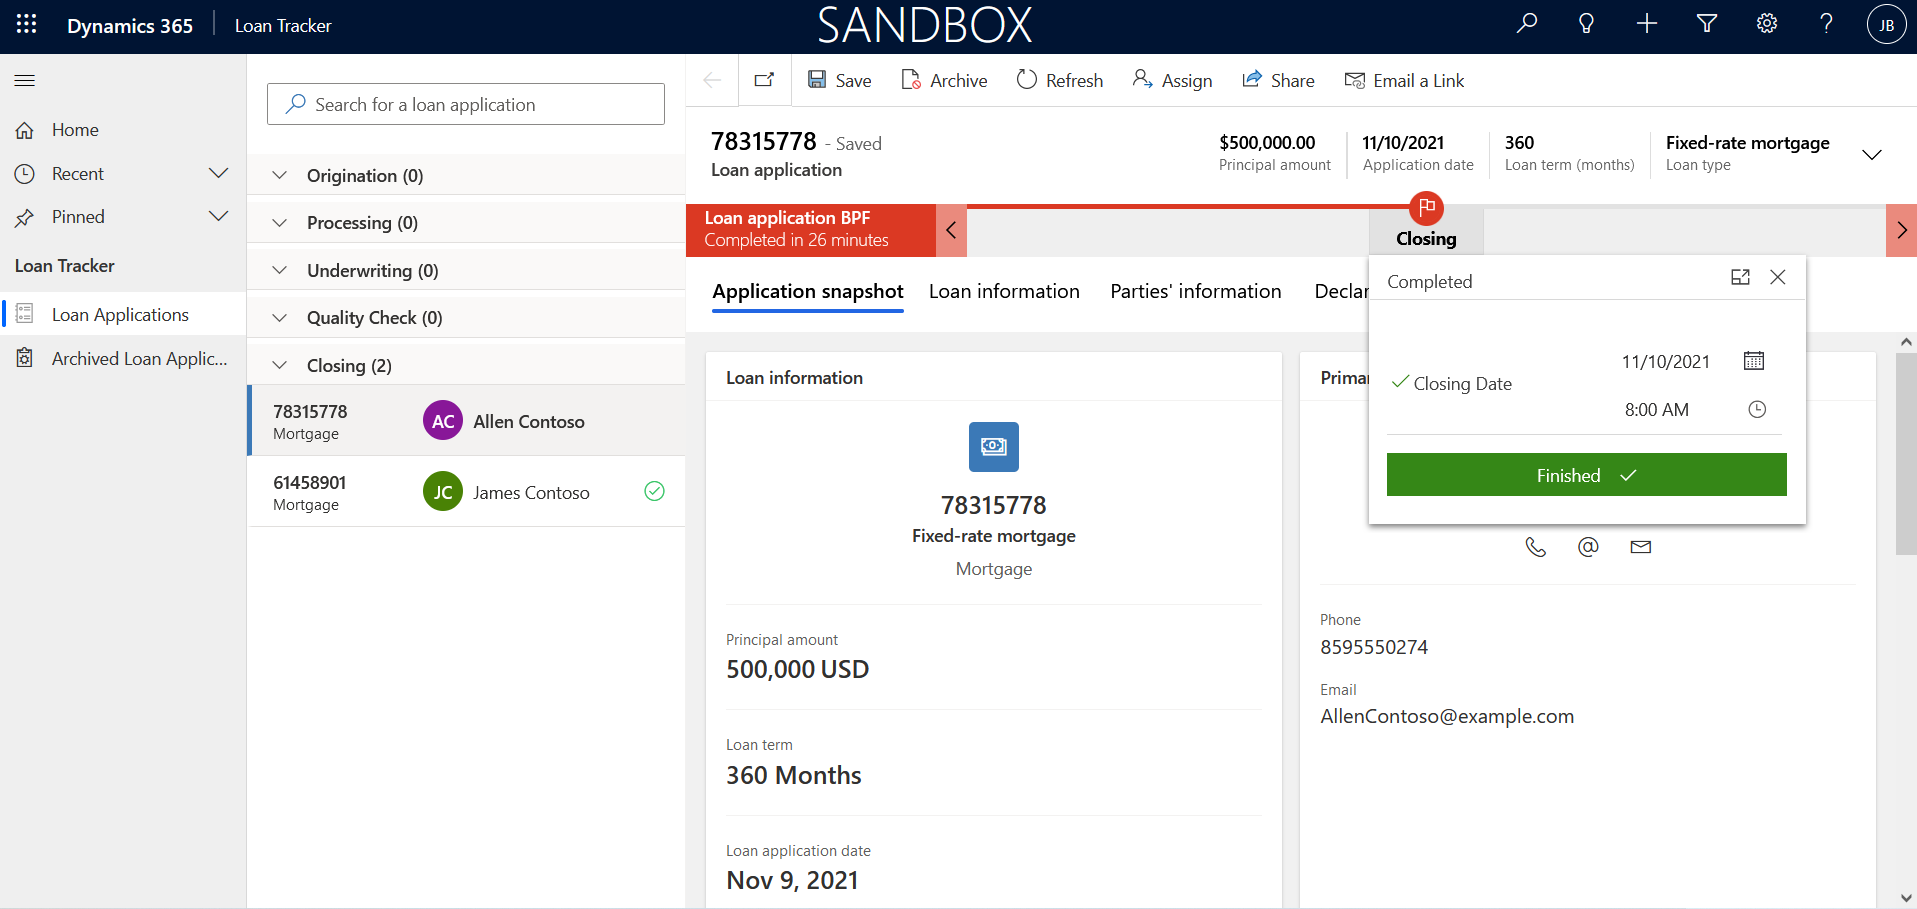 Dynamics 365
Loan Tracker
SANDBOX
JB
Home
Recent
Pinned
Loan Tracker
Loan Applications
Archived Loan Applic...
Search for a loan application
Origination (0)
Processing (0)
Underwriting (0)
Quality Check (0)
Closing (2)
78315778
Mortgage
AC
Allen Contoso
61458901
Mortgage
JC
James Contoso
Save
Archive
Refresh
Assign
Share
Email a Link
78315778 - Saved
Loan application
$500,000.00
Principal amount
11/10/2021
Application date
360
Loan term (months)
Fixed-rate mortgage
Loan type
Loan application BPF
Completed in 26 minutes
Closing
Application snapshot
Loan information
Parties' information
Declar
Completed
11/10/2021
Closing Date
8:00 AM
Finished
Loan information
78315778
Fixed-rate mortgage
Mortgage
Principal amount
500,000 USD
Loan term
360 Months
Loan application date
Nov 9, 2021
Primar
Phone
8595550274
Email
AllenContoso@example.com